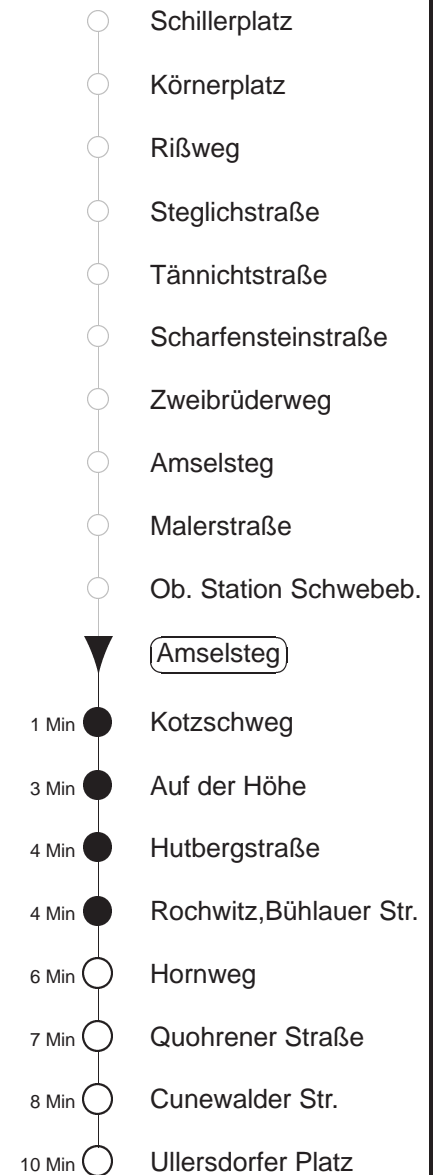 Schillerplatz
Körnerplatz
Rißweg
Steglichstraße
Tännichtstraße
Scharfensteinstraße
Zweibrüderweg
Amselsteg
Malerstraße
Ob. Station Schwebeb.
Amselsteg
1 Min Kotzschweg
3 Min Auf der Höhe
4 Min Hutbergstraße
4 Min Rochwitz,Bühlauer Str.
6 Min Hornweg
7 Min Quohrener Straße
8 Min Cunewalder Str.
10 Min Ullersdorfer Platz